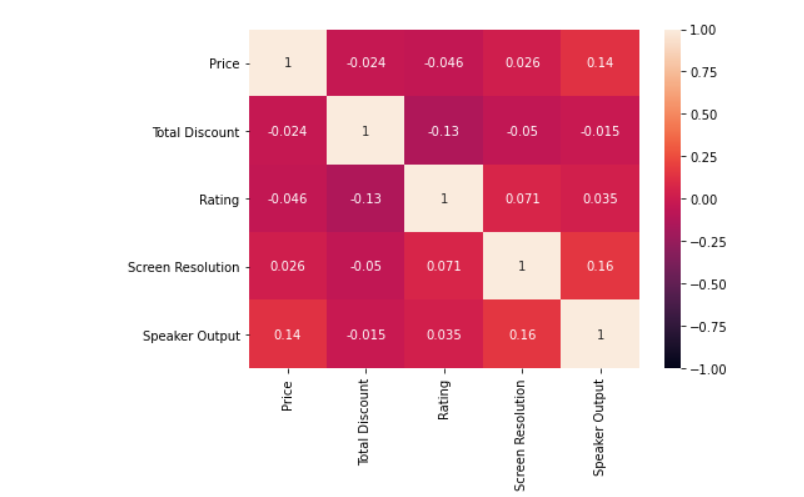 Price 1 -0.024 -0.046 0.026 0.14
Total Discount -0.024 1 -0.13 -0.05 -0.015
Rating -0.046 -0.13 1 0.071 0.035
Screen Resolution 0.026 -0.05 0.071 1 0.16
Speaker Output 0.14 -0.015 0.035 0.16 1
Price
Total Discount
Rating
Screen Resolution
Speaker Output
1.00
0.75
0.50
0.25
0.00
−0.25
−0.50
−0.75
−1.00